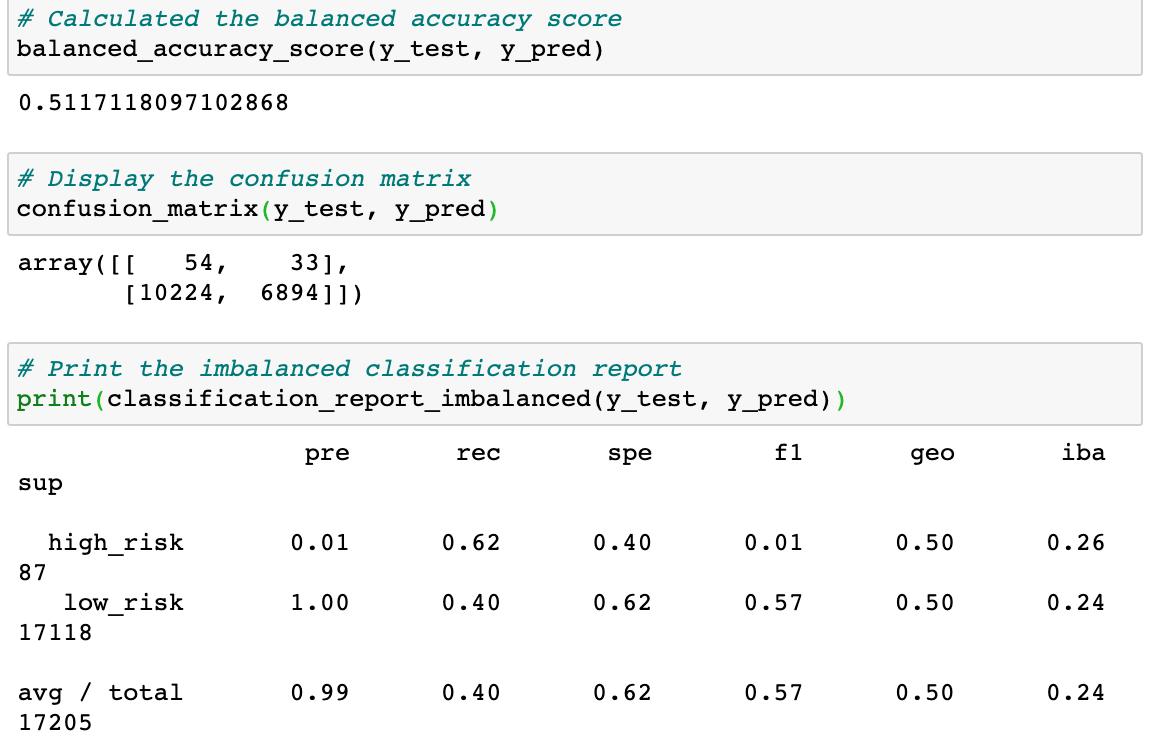 # Calculated the balanced accuracy score
balanced_accuracy_score(y_test, y_pred)
0.5117118097102868
# Display the confusion matrix
confusion_matrix(y_test, y_pred)
array([[   54,    33],
       [10224,  6894]])
# Print the imbalanced classification report
print(classification_report_imbalanced(y_test, y_pred))
                   pre       rec       spe        f1       geo       iba
sup
  high_risk       0.01      0.62      0.40      0.01      0.50      0.26
87
   low_risk       1.00      0.40      0.62      0.57      0.50      0.24
17118
avg / total       0.99      0.40      0.62      0.57      0.50      0.24
17205